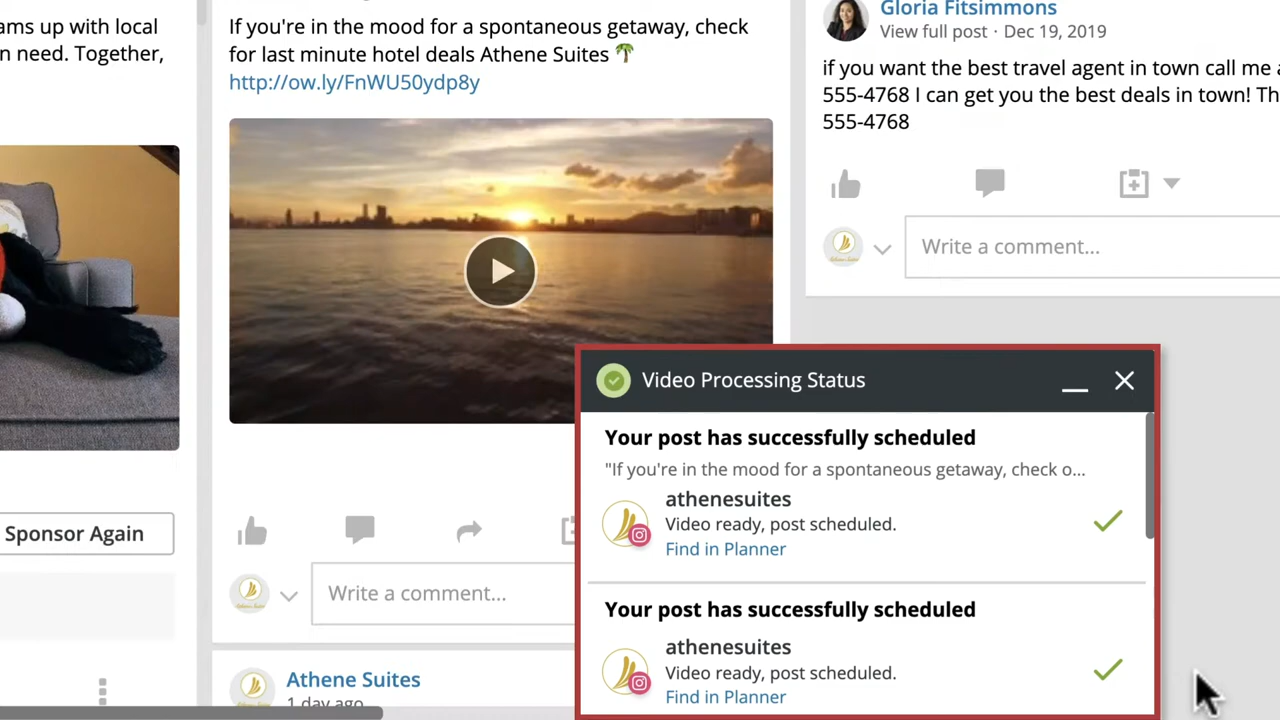 ams up with local
n need. Together,
Sponsor Again
If you're in the mood for a spontaneous getaway, check
for last minute hotel deals Athene Suites 🌴
http://ow.ly/FnWU50ydp8y
Write a comment...
Athene Suites
1 day ago
Gloria Fitsimmons
View full post · Dec 19, 2019
if you want the best travel agent in town call me a
555-4768 I can get you the best deals in town! Th
555-4768
Write a comment...
Video Processing Status
Your post has successfully scheduled
"If you're in the mood for a spontaneous getaway, check o...
athenesuites
Video ready, post scheduled.
Find in Planner
Your post has successfully scheduled
athenesuites
Video ready, post scheduled.
Find in Planner